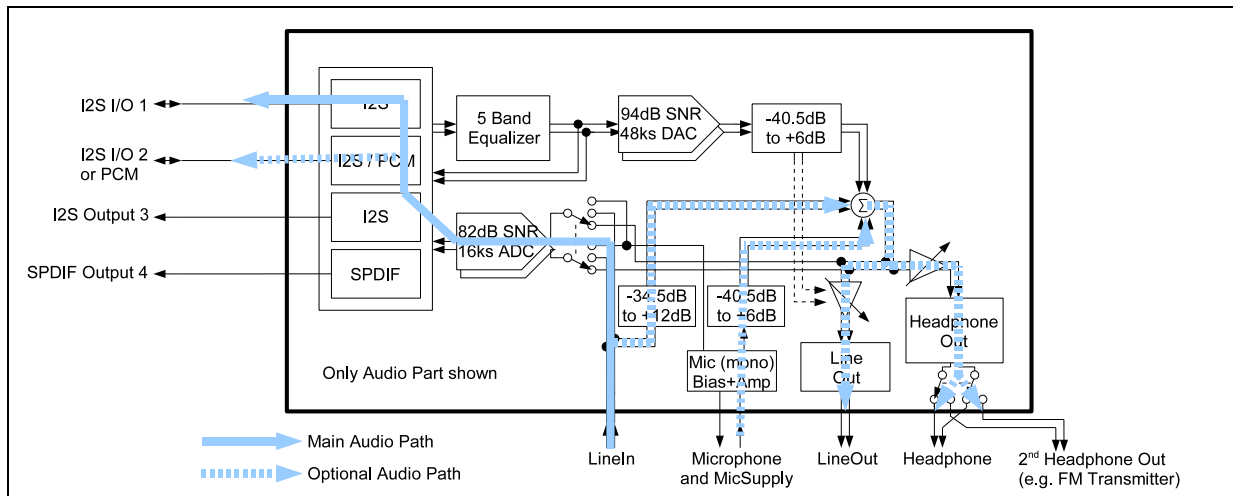 I2S I/O 1
I2S I/O 2
or PCM
I2S Output 3
SPDIF Output 4
I2S
I2S / PCM
I2S
SPDIF
5 Band
Equalizer
94dB SNR
48ks DAC
-40.5dB
to +6dB
82dB SNR
16ks ADC
Σ
-34.5dB
to +12dB
-40.5dB
to +6dB
Mic (mono)
Bias+Amp
Line
Out
Headphone
Out
Only Audio Part shown
Main Audio Path
Optional Audio Path
LineIn
Microphone
and MicSupply
LineOut
Headphone
2nd Headphone Out
(e.g. FM Transmitter)